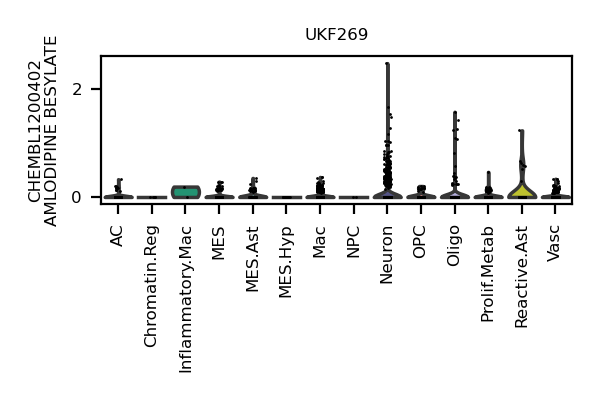 UKF269
CHEMBL1200402
AMLODIPINE BESYLATE
2
0
AC
Chromatin.Reg
Inflammatory.Mac
MES
MES.Ast
MES.Hyp
Mac
NPC
Neuron
OPC
Oligo
Prolif.Metab
Reactive.Ast
Vasc